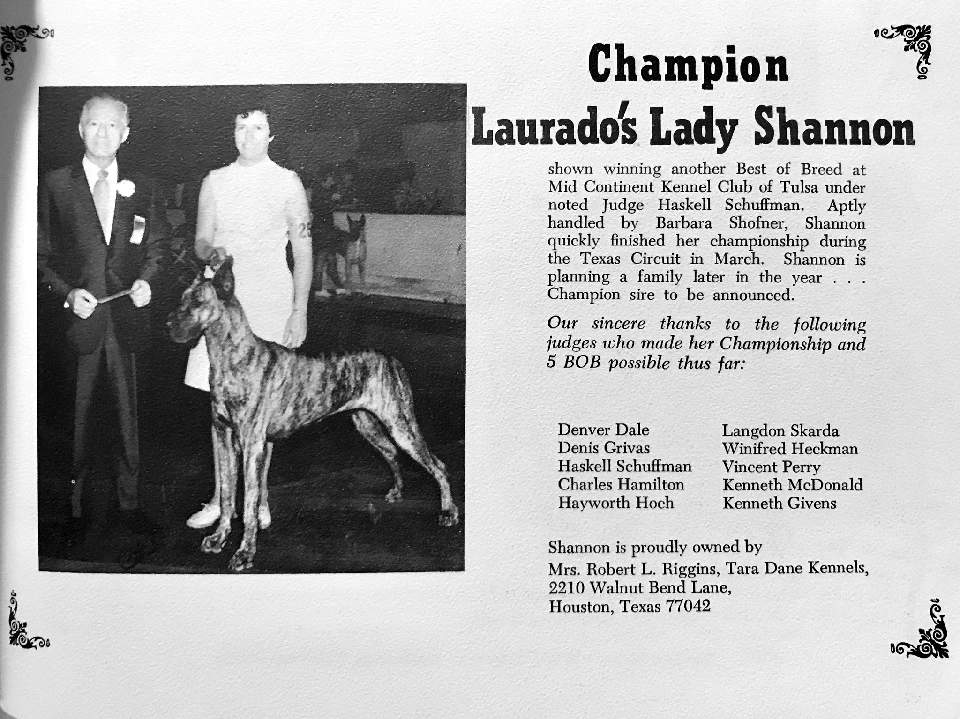 Champion
Laurado's Lady Shannon
shown winning another Best of Breed at
Mid Continent Kennel Club of Tulsa under
noted Judge Haskell Schuffman. Aptly
handled by Barbara Shofner, Shannon
quickly finished her championship during
the Texas Circuit in March. Shannon is
planning a family later in the year . . .
Champion sire to be announced.
Our sincere thanks to the following
judges who made her Championship and
5 BOB possible thus far:
Denver Dale
Denis Grivas
Haskell Schuffman
Charles Hamilton
Hayworth Hoch
Langdon Skarda
Winifred Heckman
Vincent Perry
Kenneth McDonald
Kenneth Givens
Shannon is proudly owned by
Mrs. Robert L. Riggins, Tara Dane Kennels,
2210 Walnut Bend Lane,
Houston, Texas 77042